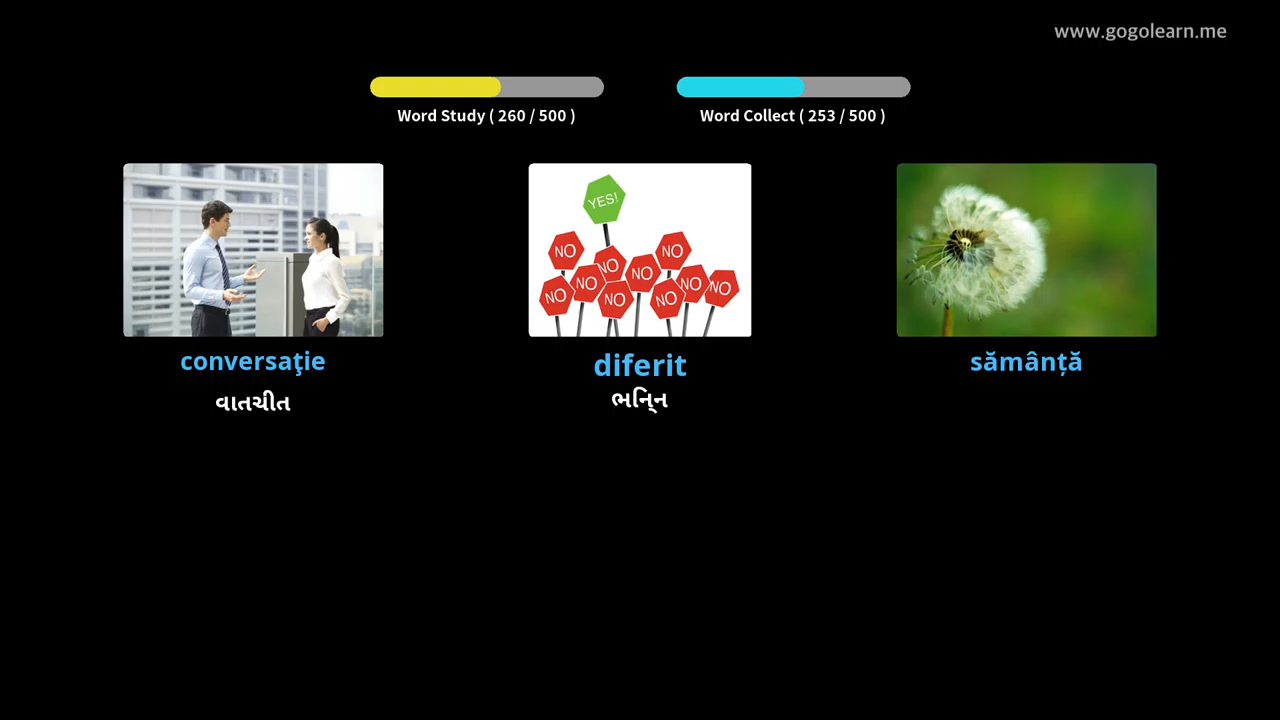 www.gogolearn.me
Word Study ( 260 / 500 )
Word Collect ( 253 / 500 )
YES!
NO
NO
NO
NO
NO
NO
NO
NO
NO
NO
conversaţie
diferit
sămânță
વાતચીત
ભિન્ન